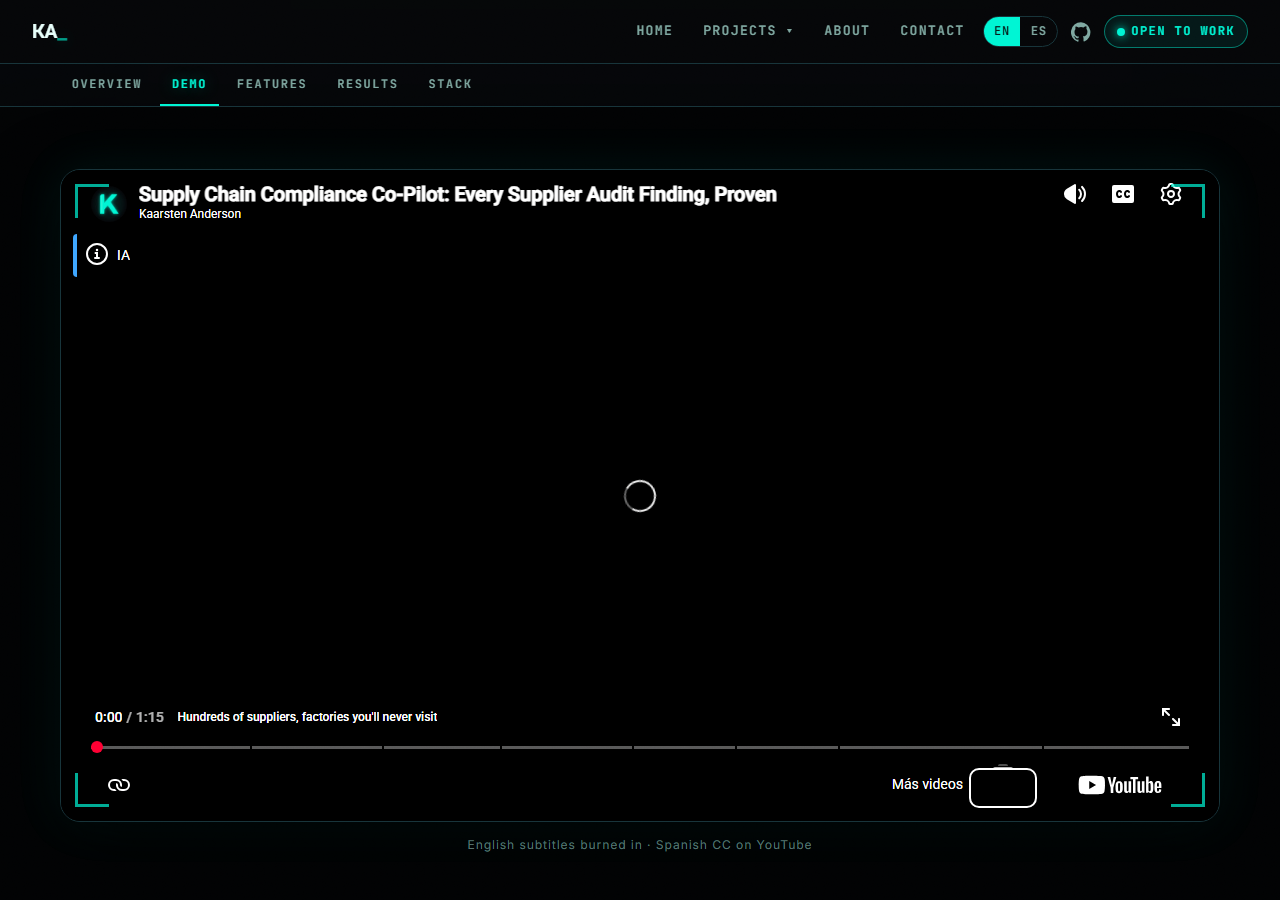 KA_
HOME PROJECTS ▾ ABOUT CONTACT EN ES OPEN TO WORK
OVERVIEW DEMO FEATURES RESULTS STACK
K
Supply Chain Compliance Co-Pilot: Every Supplier Audit Finding, Proven
Kaarsten Anderson
CC
IA
0:00 / 1:15 Hundreds of suppliers, factories you'll never visit
Más videos
YouTube
English subtitles burned in · Spanish CC on YouTube